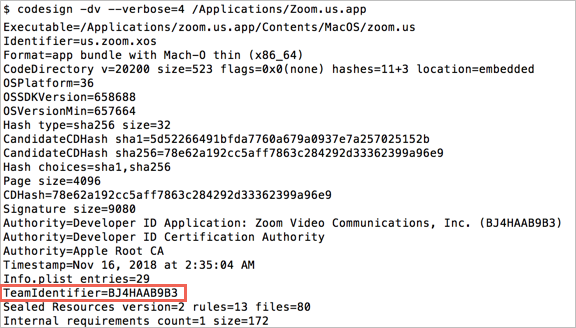 $ codesign -dv --verbose=4 /Applications/Zoom.us.app
Executable=/Applications/zoom.us.app/Contents/MacOS/zoom.us
Identifier=us.zoom.xos
Format=app bundle with Mach-O thin (x86_64)
CodeDirectory v=20200 size=523 flags=0x0(none) hashes=11+3 location=embedded
OSPlatform=36
OSSDKVersion=658688
OSVersionMin=657664
Hash type=sha256 size=32
CandidateCDHash sha1=5d52266491bfda7760a679a0937e7a257025152b
CandidateCDHash sha256=78e62a192cc5aff7863c284292d33362399a96e9
Hash choices=sha1,sha256
Page size=4096
CDHash=78e62a192cc5aff7863c284292d33362399a96e9
Signature size=9080
Authority=Developer ID Application: Zoom Video Communications, Inc. (BJ4HAAB9B3)
Authority=Developer ID Certification Authority
Authority=Apple Root CA
Timestamp=Nov 16, 2018 at 2:35:04 AM
Info.plist entries=29
TeamIdentifier=BJ4HAAB9B3
Sealed Resources version=2 rules=13 files=80
Internal requirements count=1 size=172